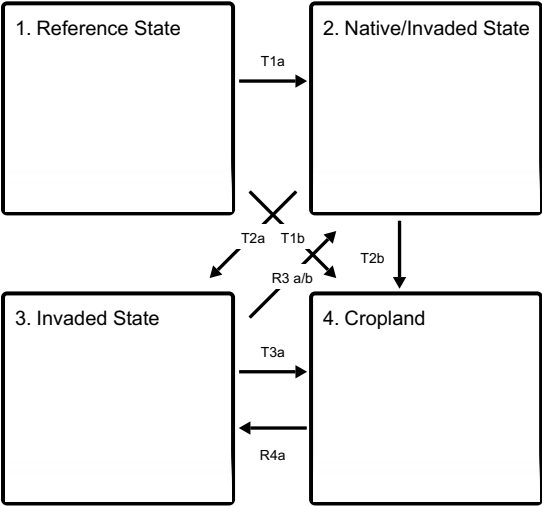 1. Reference State
2. Native/Invaded State
T1a
T2a
T1b
T2b
R3 a/b
3. Invaded State
4. Cropland
T3a
R4a